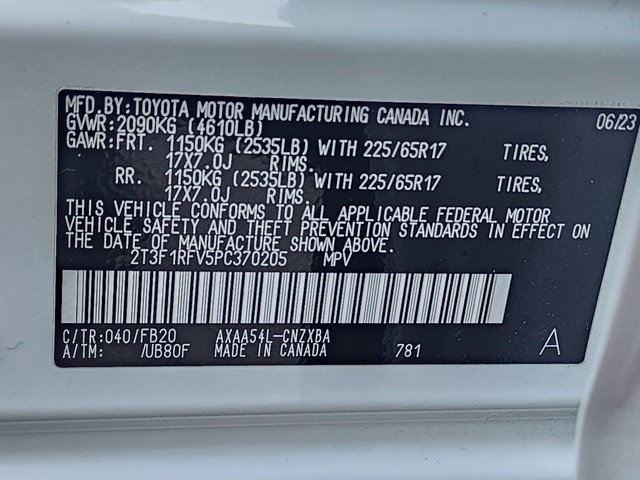 MFD.BY:TOYOTA MOTOR MANUFACTURING CANADA INC. 06/23
GVWR:2090KG (4610LB)
GAWR:FRT. 1150KG (2535LB) WITH 225/65R17 TIRES,
17X7.0J RIMS.
RR. 1150KG (2535LB) WITH 225/65R17 TIRES,
17X7.0J RIMS.
THIS VEHICLE CONFORMS TO ALL APPLICABLE FEDERAL MOTOR
VEHICLE SAFETY AND THEFT PREVENTION STANDARDS IN EFFECT ON
THE DATE OF MANUFACTURE SHOWN ABOVE.
2T3F1RFV5PC370205 MPV
C/TR:040/FB20 AXAA54L-CNZXBA
A/TM: /UB80F MADE IN CANADA 781 A